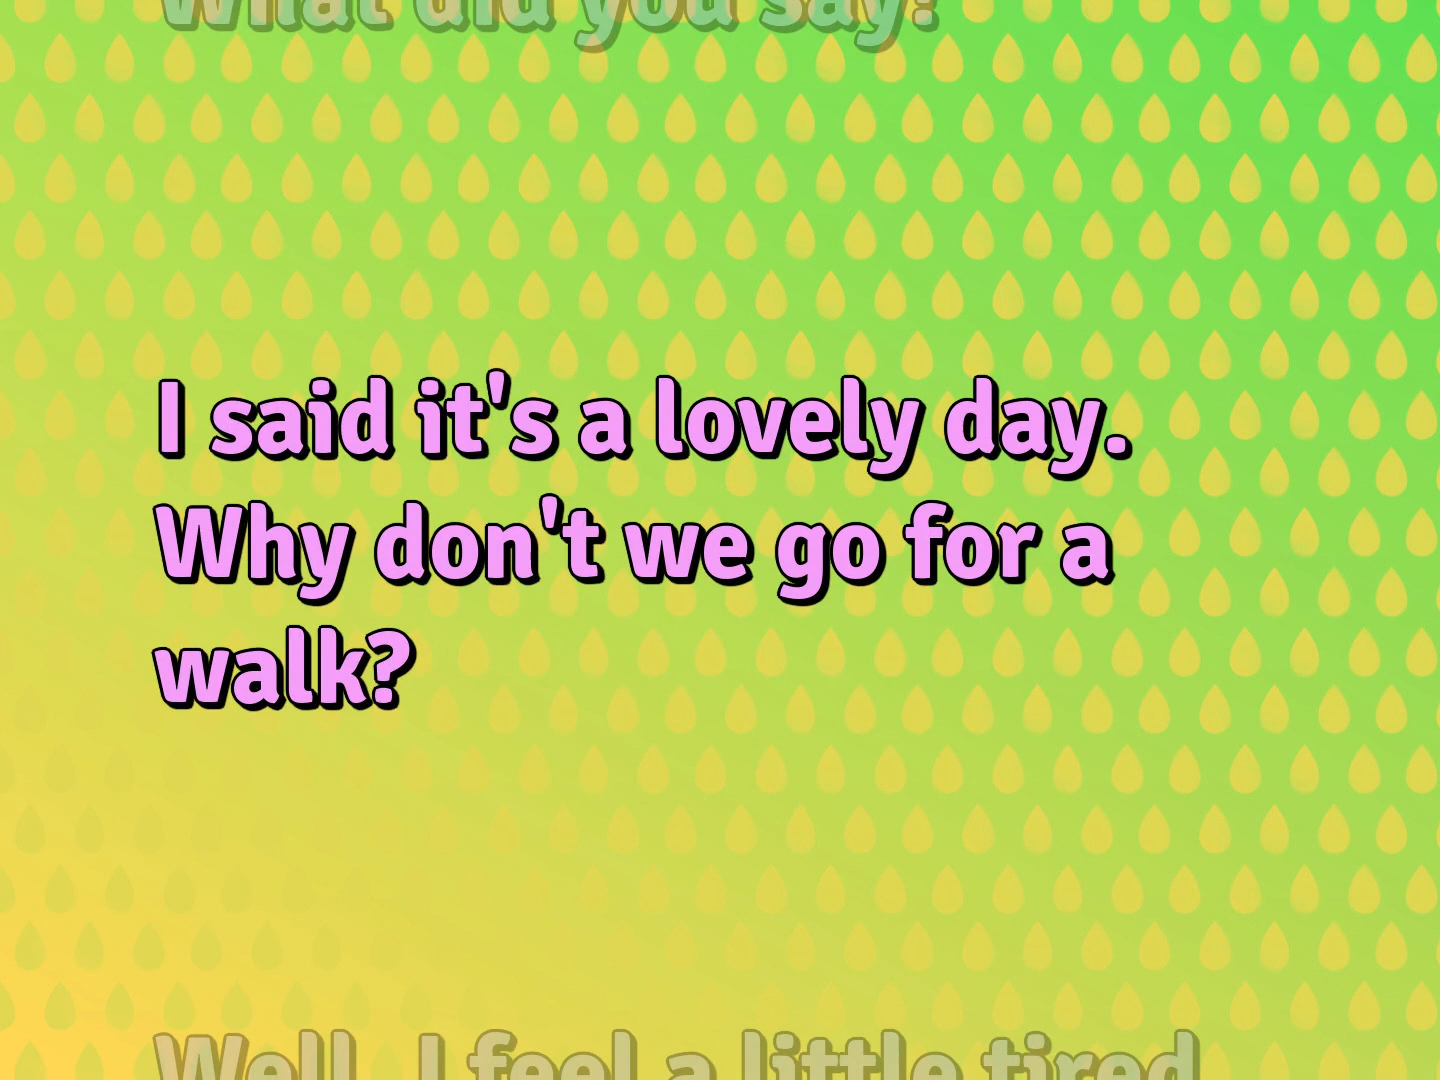 What did you say?
I said it's a lovely day.
Why don't we go for a
walk?
Well, I feel a little tired